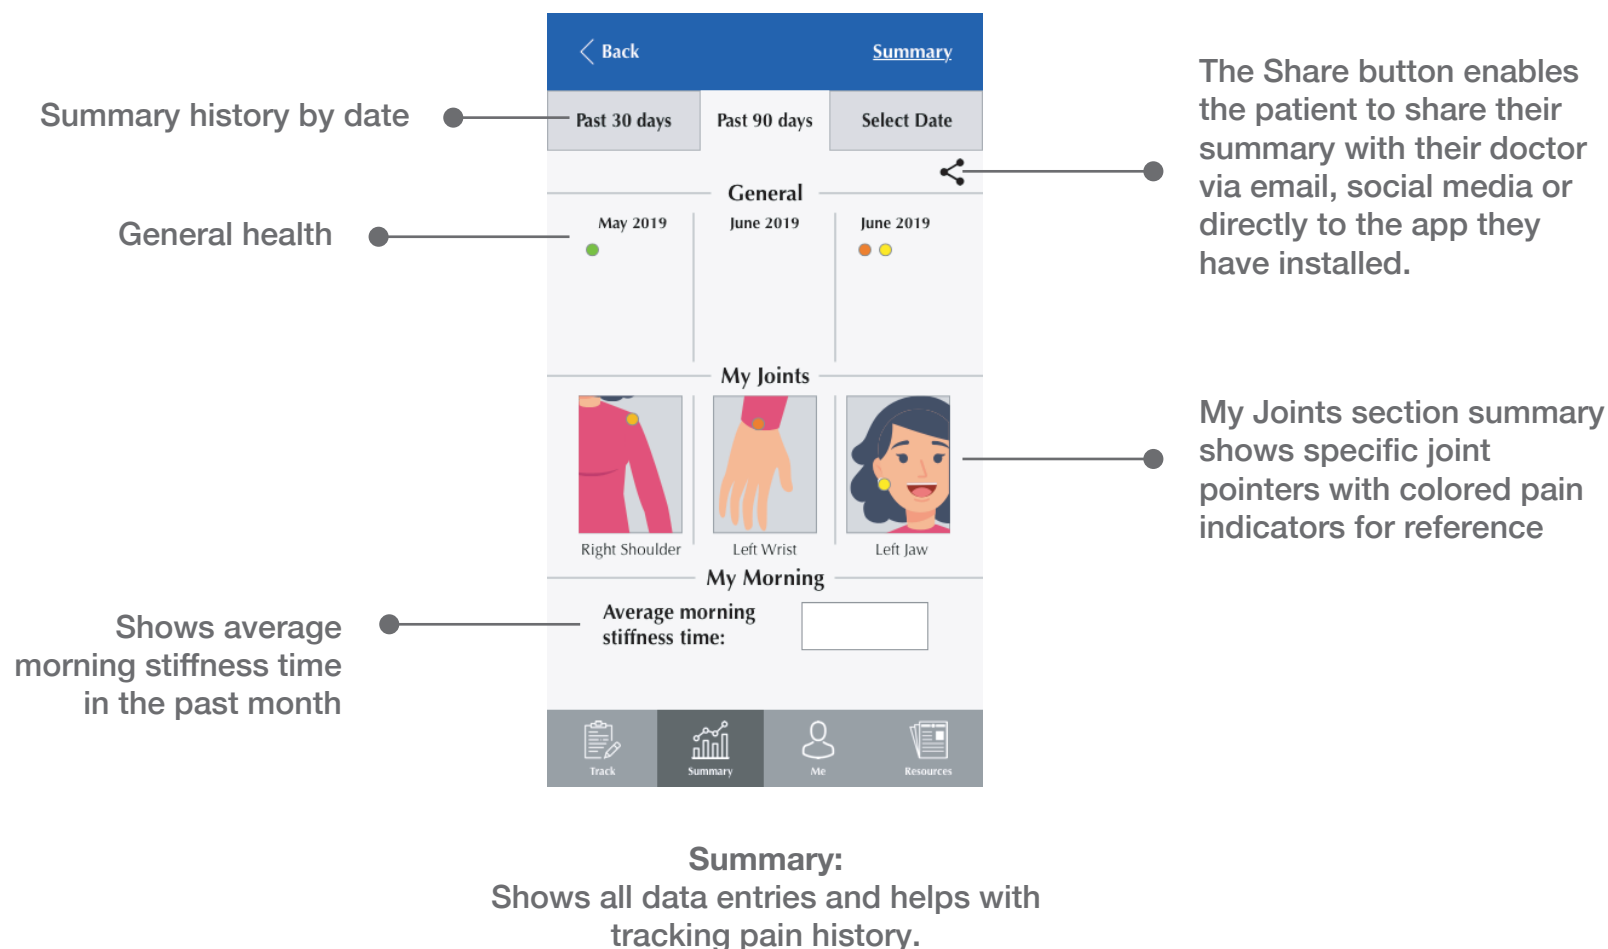 Back
Summary
Past 30 days
Past 90 days
Select Date
Summary history by date
The Share button enables
the patient to share their
summary with their doctor
via email, social media or
directly to the app they
have installed.
General
General health
May 2019
June 2019
June 2019
My Joints
Right Shoulder
Left Wrist
Left Jaw
My Joints section summary
shows specific joint
pointers with colored pain
indicators for reference
My Morning
Average morning
stiffness time:
Shows average
morning stiffness time
in the past month
Track
Summary
Me
Resources
Summary:
Shows all data entries and helps with
tracking pain history.